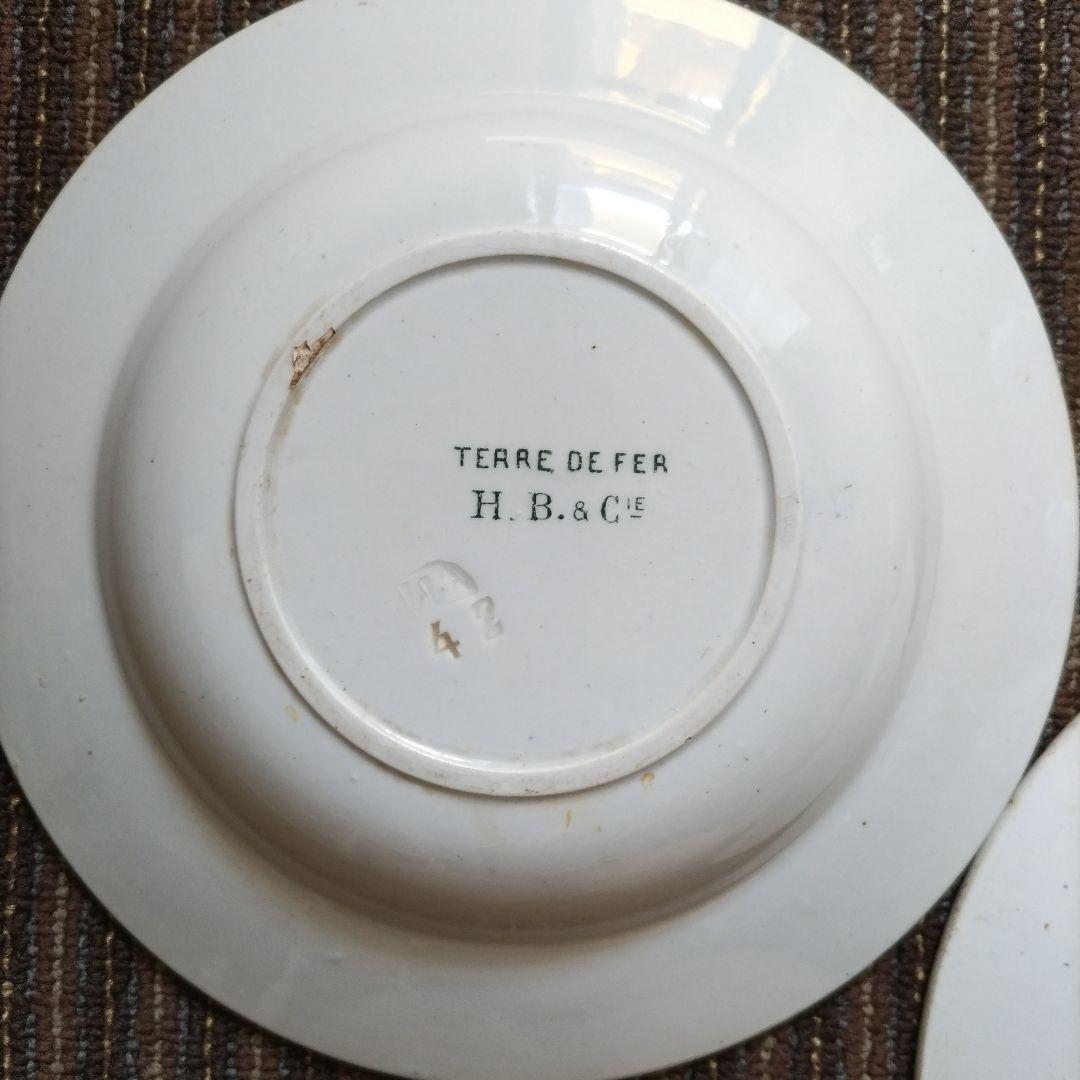 TERRE DE FER
H. B. & Cie
42